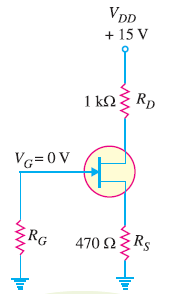 V_DD
+ 15 V
1 kΩ R_D
V_G = 0 V
R_G
470 Ω R_S